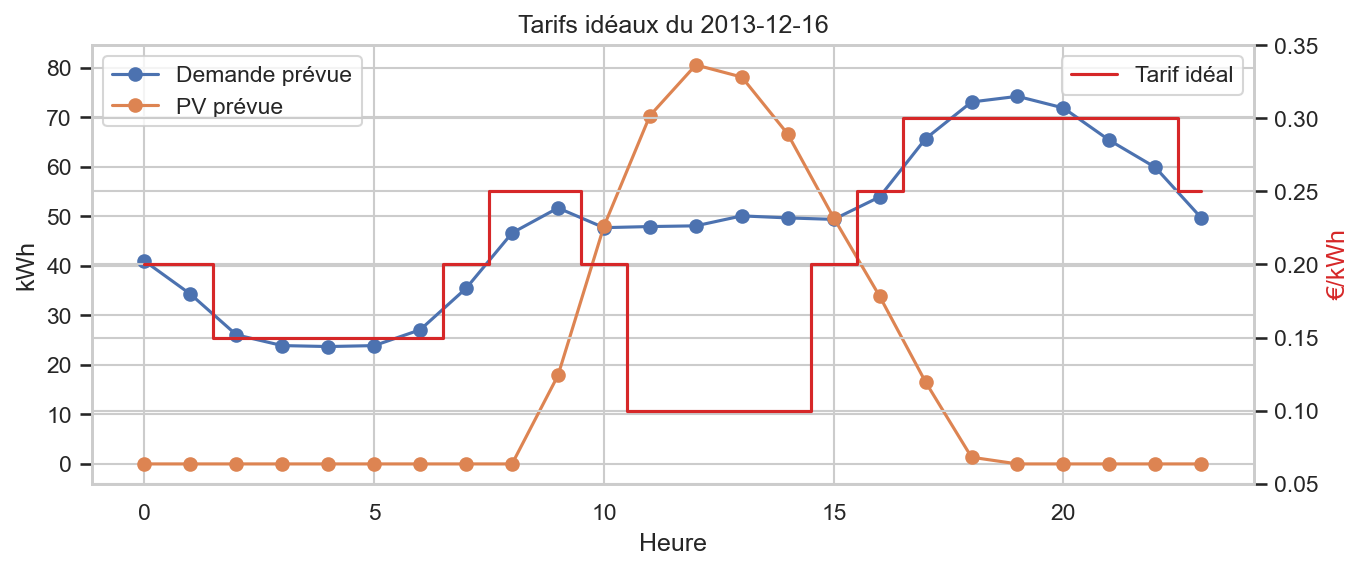 Tarifs idéaux du 2013-12-16
Demande prévue
PV prévue
Tarif idéal
kWh
80
70
60
50
40
30
20
10
0
0.35
0.30
0.25
0.20
0.15
0.10
0.05
€/kWh
0 5 10 15 20
Heure